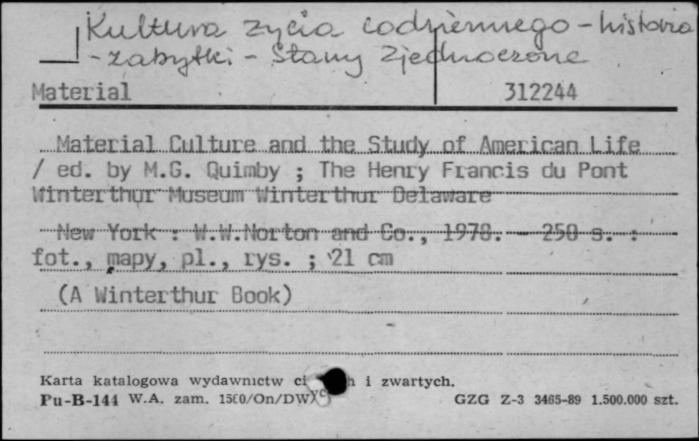 Kultura życia codziennego - historia
- zabytki - Stany Zjednoczone
Material 312244
Material Culture and the Study of American Life
/ ed. by M.G. Quimby ; The Henry Francis du Pont
Winterthur Museum Winterthur Delaware
New York : W.W.Norton and Co., 1978. - 250 s. :
fot., mapy, pl., rys. ; 21 cm
(A Winterthur Book)
Karta katalogowa wydawnictw i zwartych.
Pu-B-144 W.A. zam. 1560/On/DW GZG Z-3 3465-89 1.500.000 szt.